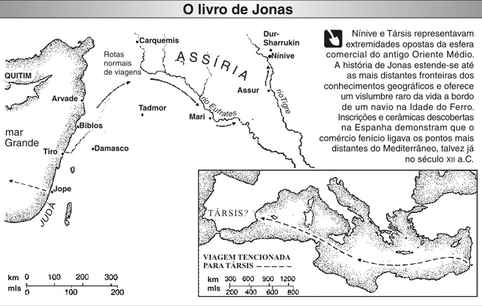 O livro de Jonas
Nínive e Társis representavam
extremidades opostas da esfera
comercial do antigo Oriente Médio.
A história de Jonas estende-se até
as mais distantes fronteiras dos
conhecimentos geográficos e oferece
um vislumbre raro da vida a bordo
de um navio na Idade do Ferro.
Inscrições e cerâmicas descobertas
na Espanha demonstram que o
comércio fenício ligava os pontos mais
distantes do Mediterrâneo, talvez já
no século XII a.C.
Carquemis
Rotas
normais
de viagens
ASSÍRIA
Dur-
Sharrukin
Nínive
QUITIM
Arvade
Tadmor
Assur
rio Tigre
rio Eufrates
Mari
mar
Grande
Biblos
Tiro
Damasco
Jope
JUDÁ
km 0 100 200 300
mls 0 100 200
TÁRSIS?
VIAGEM TENCIONADA
PARA TÁRSIS
km 300 600 900 1200
mls 200 400 600 800